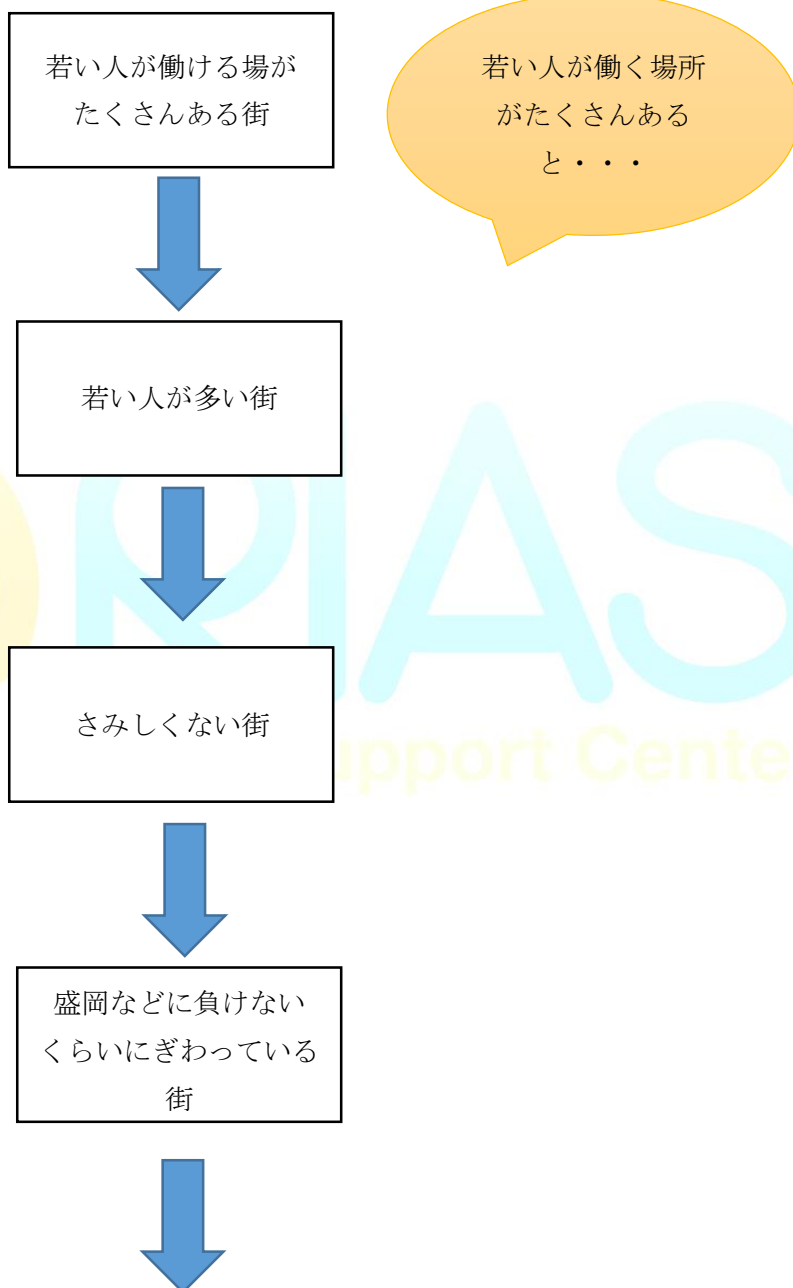 若い人が働ける場が
たくさんある街
若い人が働く場所
がたくさんある
と・・・
若い人が多い街
RIAS
upport Cente
さみしくない街
盛岡などに負けない
くらいにぎわっている
街